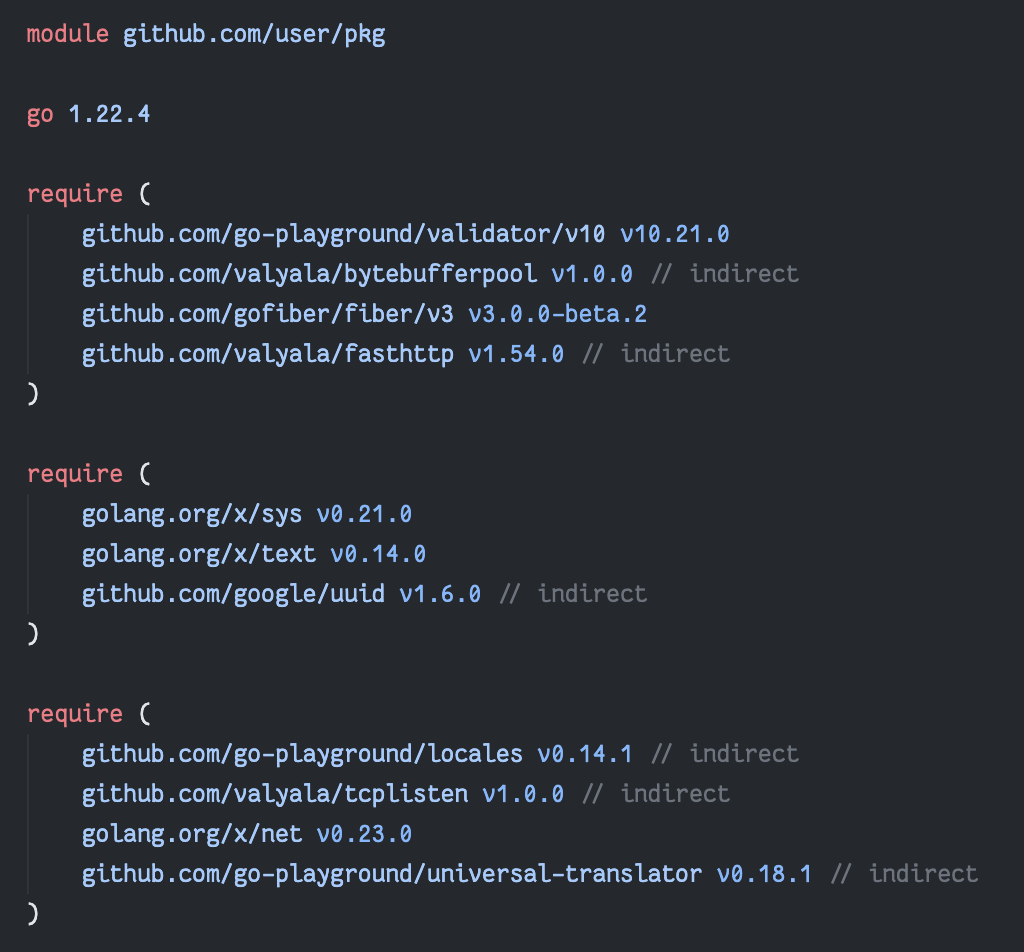 module github.com/user/pkg
go 1.22.4
require (
github.com/go-playground/validator/v10 v10.21.0
github.com/valyala/bytebufferpool v1.0.0 // indirect
github.com/gofiber/fiber/v3 v3.0.0-beta.2
github.com/valyala/fasthttp v1.54.0 // indirect
)
require (
golang.org/x/sys v0.21.0
golang.org/x/text v0.14.0
github.com/google/uuid v1.6.0 // indirect
)
require (
github.com/go-playground/locales v0.14.1 // indirect
github.com/valyala/tcplisten v1.0.0 // indirect
golang.org/x/net v0.23.0
github.com/go-playground/universal-translator v0.18.1 // indirect
)